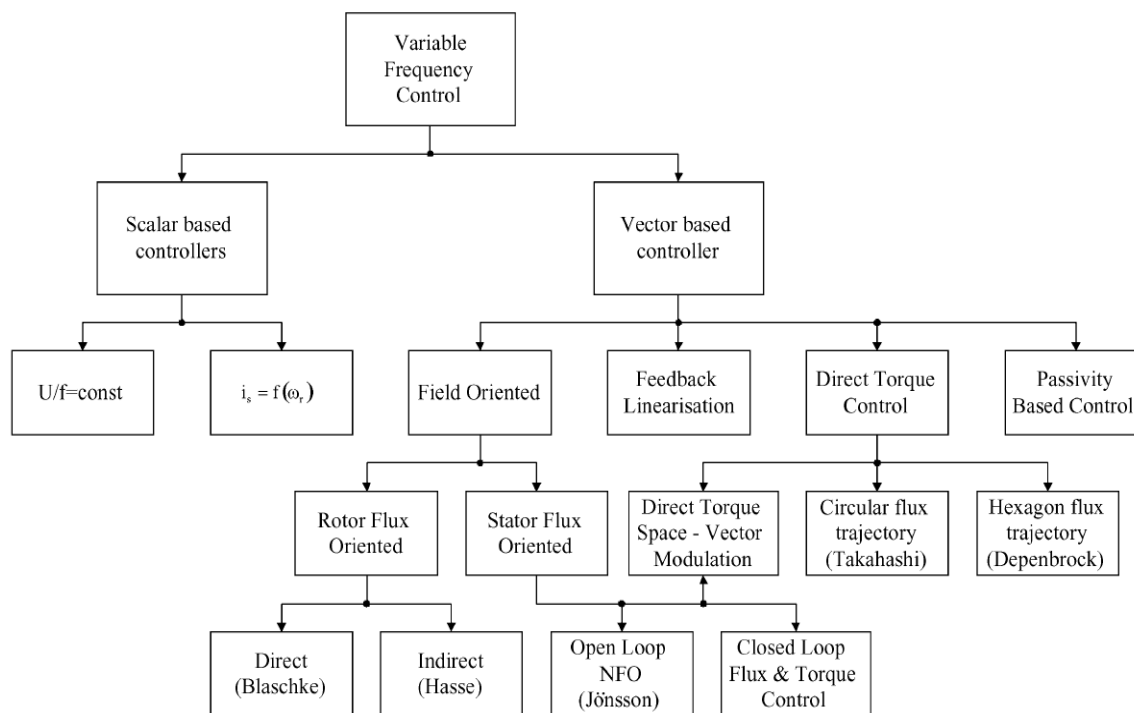 Variable
Frequency
Control
Scalar based
controllers
Vector based
controller
U/f=const
i_s = f(ω_r)
Field Oriented
Feedback
Linearisation
Direct Torque
Control
Passivity
Based Control
Rotor Flux
Oriented
Stator Flux
Oriented
Direct Torque
Space - Vector
Modulation
Circular flux
trajectory
(Takahashi)
Hexagon flux
trajectory
(Depenbrock)
Direct
(Blaschke)
Indirect
(Hasse)
Open Loop
NFO
(Jönsson)
Closed Loop
Flux & Torque
Control